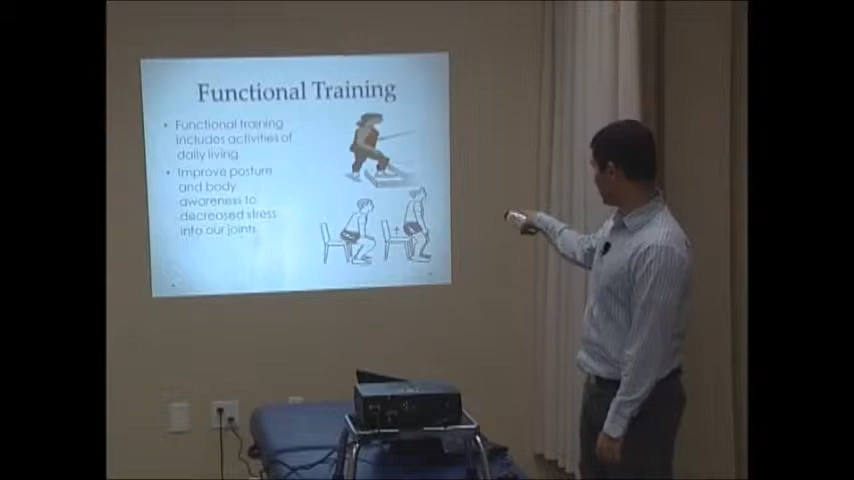 Functional Training
• Functional training
includes activities of
daily living
• Improve posture
and body
awareness to
decreased stress
into our joints